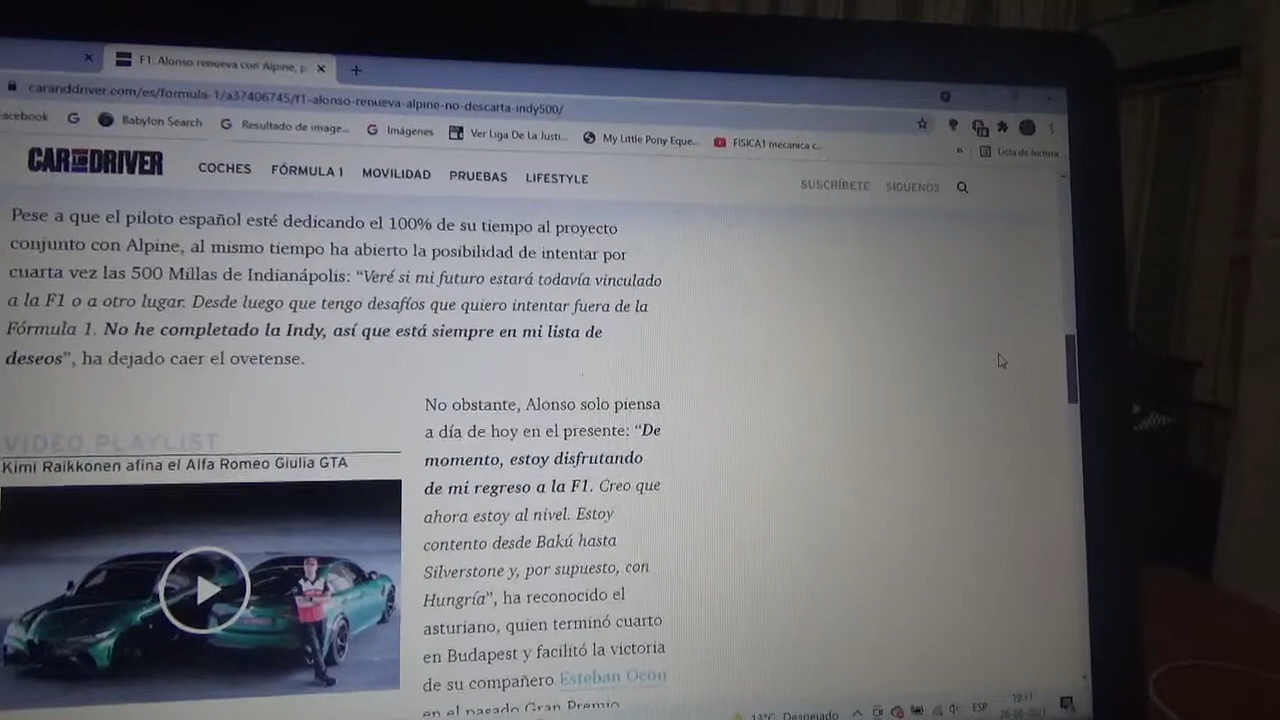 F1: Alonso renueva con Alpine, p
caranddriver.com/es/formula-1/a37406745/f1-alonso-renueva-alpine-no-descarta-indy500/
acebook
Babylon Search
Resultado de image...
Imágenes
Ver Liga De La Justi...
My Little Pony Eque...
FISICA1 mecanica c...
»
Lista de lectura
CAR AND DRIVER
COCHES FÓRMULA 1 MOVILIDAD PRUEBAS LIFESTYLE
SUSCRÍBETE SÍGUENOS
Pese a que el piloto español esté dedicando el 100% de su tiempo al proyecto
conjunto con Alpine, al mismo tiempo ha abierto la posibilidad de intentar por
cuarta vez las 500 Millas de Indianápolis: “Veré si mi futuro estará todavía vinculado
a la F1 o a otro lugar. Desde luego que tengo desafíos que quiero intentar fuera de la
Fórmula 1. No he completado la Indy, así que está siempre en mi lista de
deseos”, ha dejado caer el ovetense.
VIDEO PLAYLIST
Kimi Raikkonen afina el Alfa Romeo Giulia GTA
No obstante, Alonso solo piensa
a día de hoy en el presente: “De
momento, estoy disfrutando
de mi regreso a la F1. Creo que
ahora estoy al nivel. Estoy
contento desde Bakú hasta
Silverstone y, por supuesto, con
Hungría”, ha reconocido el
asturiano, quien terminó cuarto
en Budapest y facilitó la victoria
de su compañero Esteban Ocon
en el pasado Gran Premio
13°C Despejado
ESP